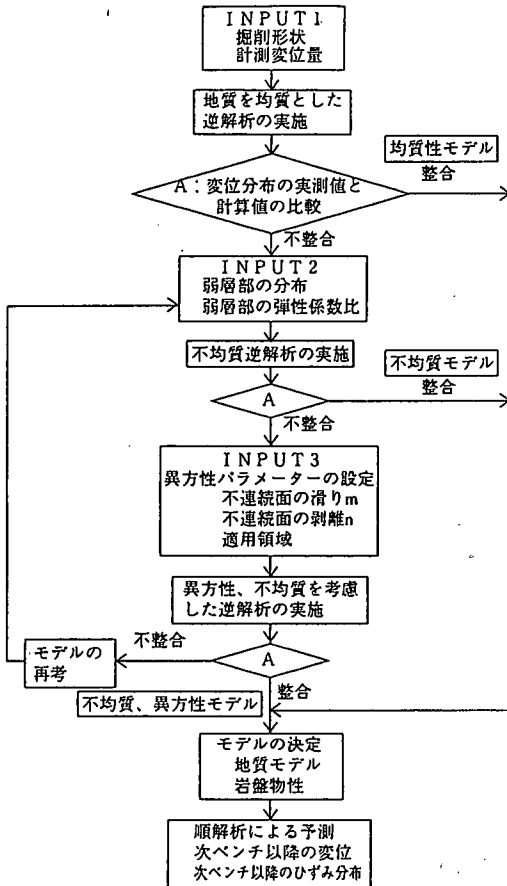 INPUT1
掘削形状
計測変位量
地質を均質とした
逆解析の実施
均質性モデル
整合
A：変位分布の実測値と
計算値の比較
不整合
INPUT2
弱層部の分布
弱層部の弾性係数比
不均質逆解析の実施
不均質モデル
整合
A
不整合
INPUT3
異方性パラメーターの設定
不連続面の滑りm
不連続面の剥離n
適用領域
異方性、不均質を考慮
した逆解析の実施
不整合
モデルの
再考
A
整合
不均質、異方性モデル
モデルの決定
地質モデル
岩盤物性
順解析による予測
次ベンチ以降の変位
次ベンチ以降のひずみ分布